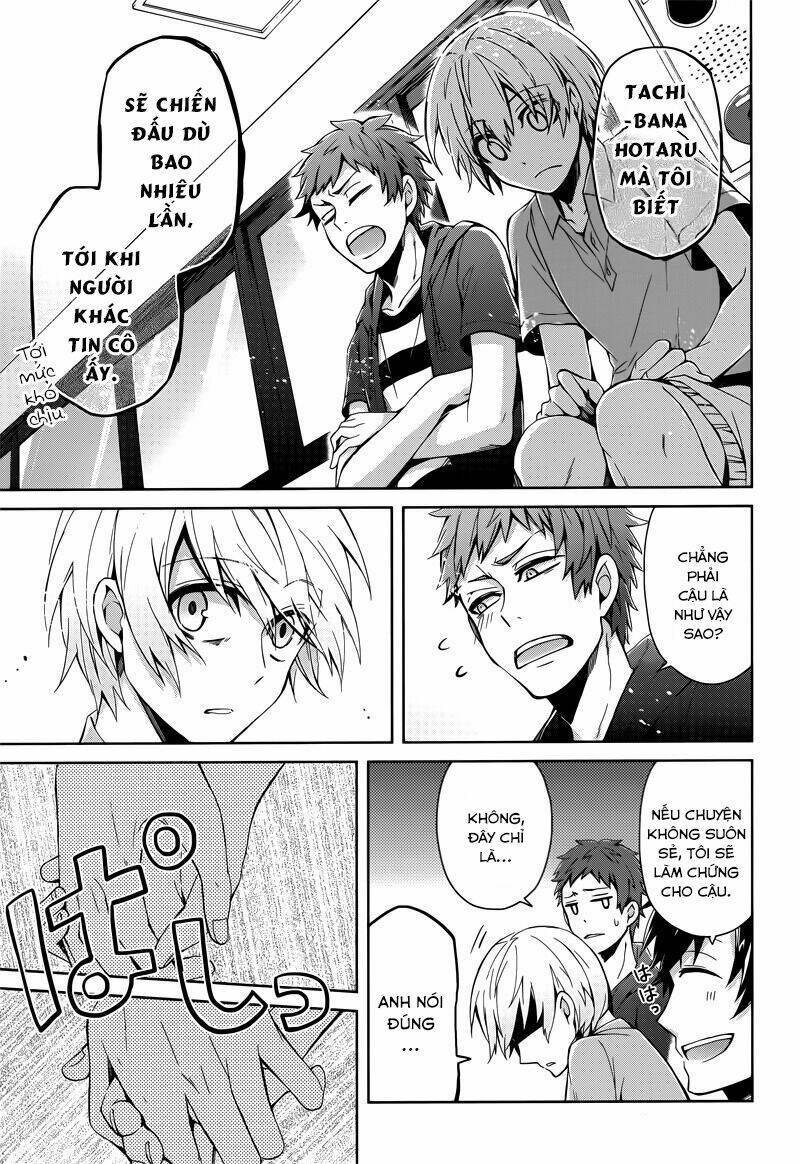 TACHI
-BANA
HOTARU
MÀ TÔI
BIẾT
SẼ CHIẾN
ĐẤU DÙ
BAO
NHIÊU
LẦN,
TỚI KHI
NGƯỜI
KHÁC
TIN CÔ
ẤY.
Tới
mức
khó
chịu
CHẲNG
PHẢI
CẬU LÀ
NHƯ VẬY
SAO?
NẾU CHUYỆN
KHÔNG SUÔN
SẺ, TÔI SẼ
LÀM CHỨNG
CHO CẬU.
KHÔNG,
ĐÂY CHỈ
LÀ...
ははっ
ANH NÓI
ĐÚNG
...
ぱしっ